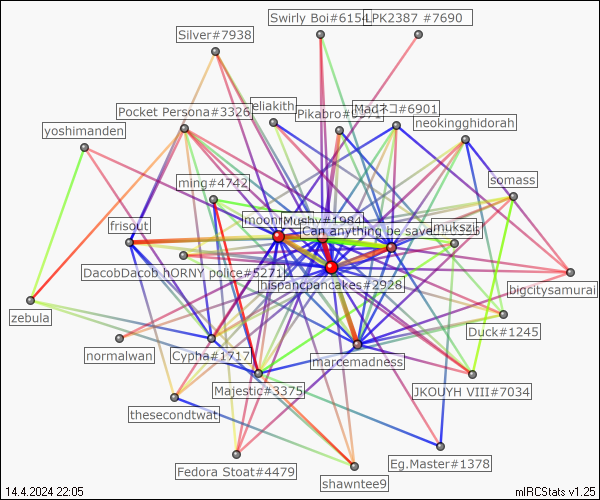 Swirly Boi#6154
LPK2387 #7690
Silver#7938
eliakith
Pocket Persona#3326
Madネコ#6901
neokingghidorah
yoshimanden
ming#4742
somass
frisout
Mushy#1984
mukszis
Can anything be save
DacobDacob hORNY police#5271
hispancpancakes#2928
bigcitysamurai
zebula
normalwan
Cypha#1717
marcemadness
Duck#1245
Majestic#3375
JKOUYH VIII#7034
thesecondtwat
Fedora Stoat#4479
shawntee9
Eg.Master#1378
14.4.2024 22:05
mIRCStats v1.25